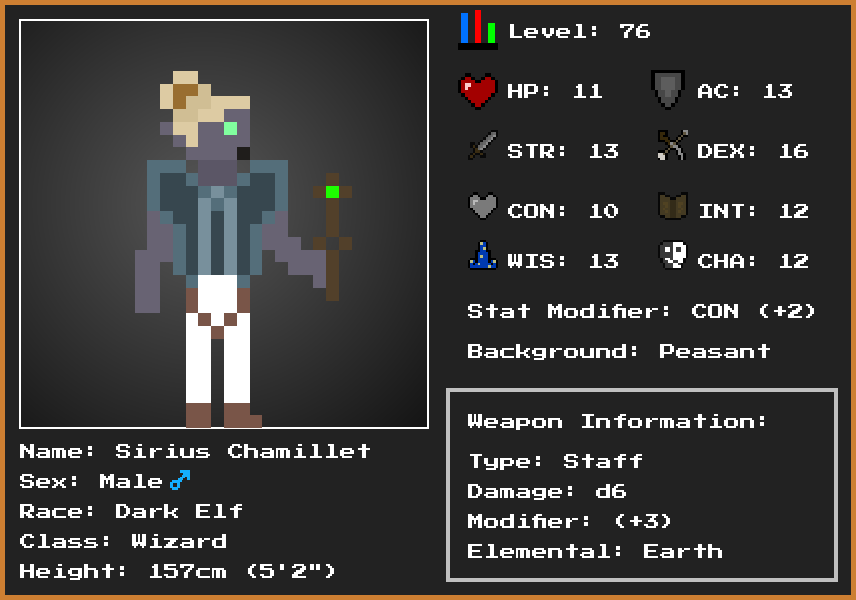 Level: 76
HP: 11
AC: 13
STR: 13
DEX: 16
CON: 10
INT: 12
WIS: 13
CHA: 12
Stat Modifier: CON (+2)
Background: Peasant
Weapon Information:
Type: Staff
Damage: d6
Modifier: (+3)
Elemental: Earth
Name: Sirius Chamillet
Sex: Male♂
Race: Dark Elf
Class: Wizard
Height: 157cm (5'2")